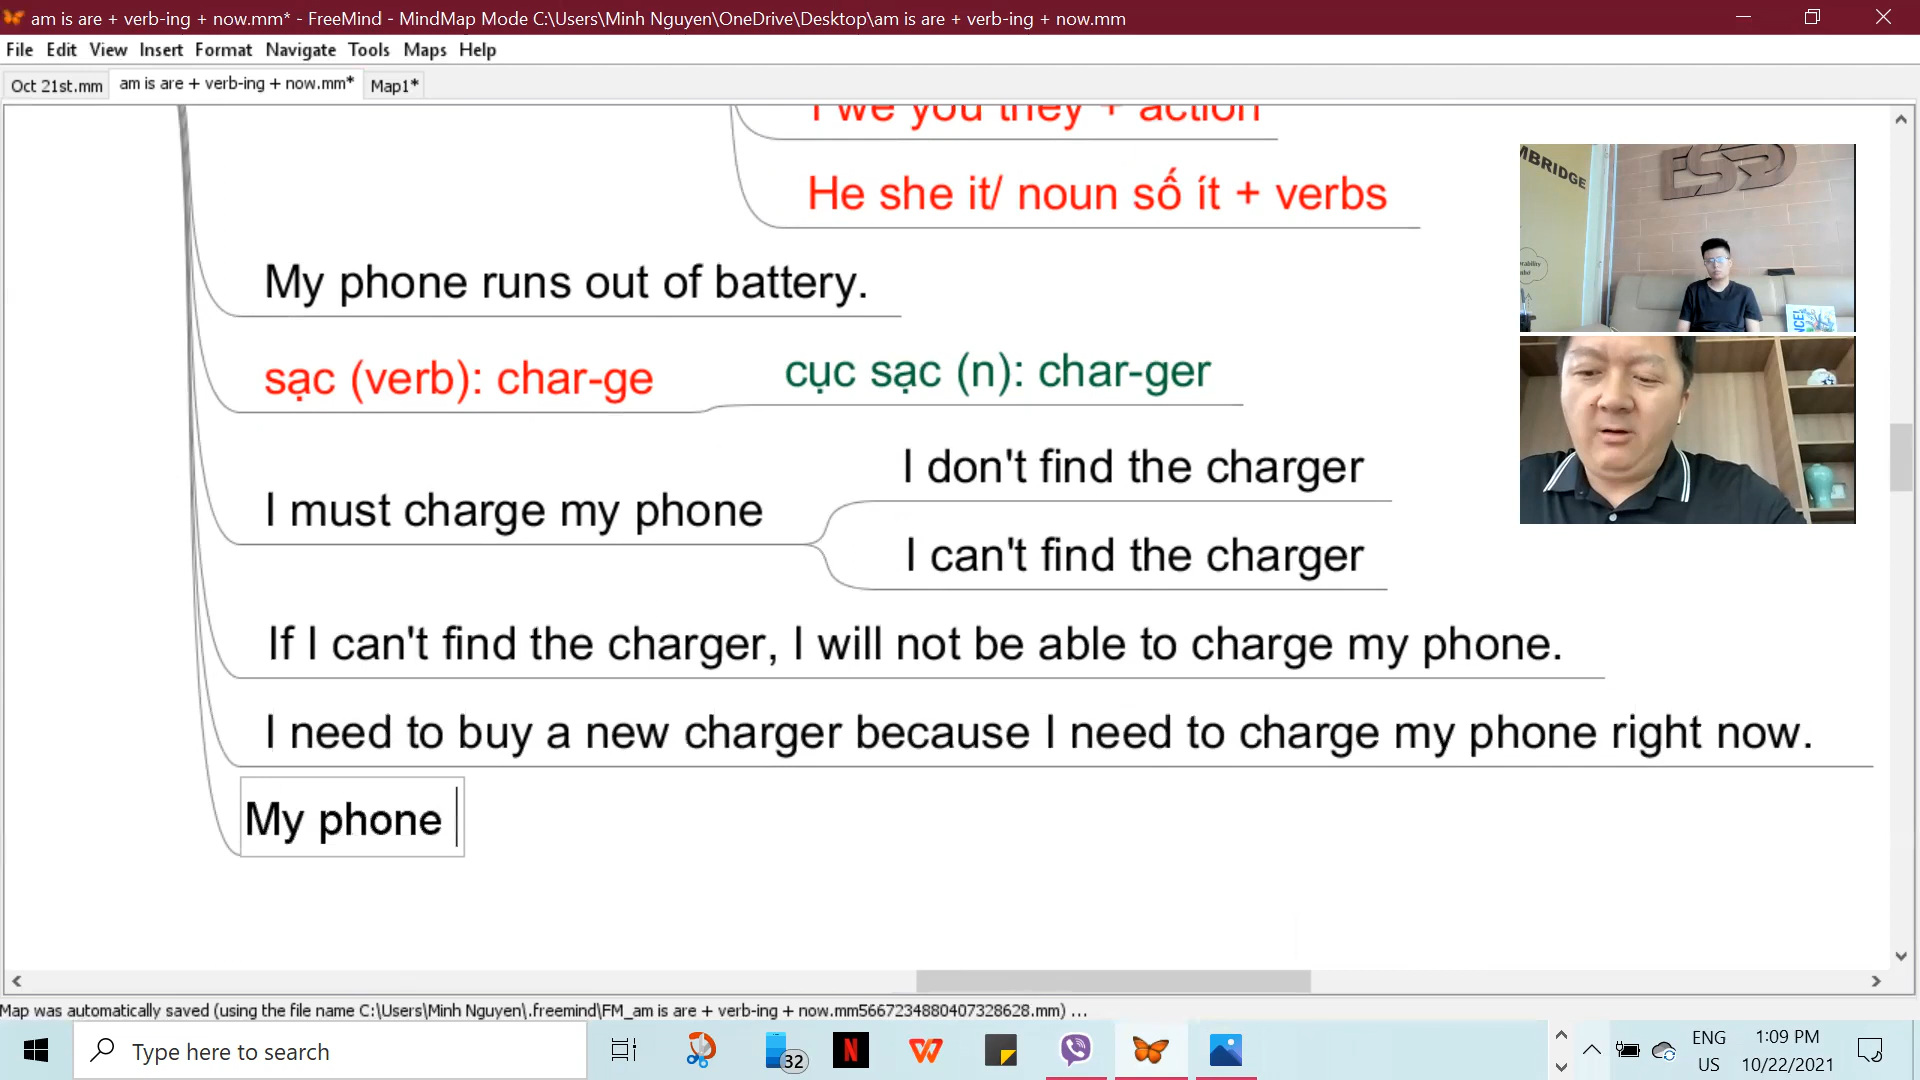 am is are + verb-ing + now.mm* - FreeMind - MindMap Mode C:\Users\Minh Nguyen\OneDrive\Desktop\am is are + verb-ing + now.mm
File Edit View Insert Format Navigate Tools Maps Help
Oct 21st.mm am is are + verb-ing + now.mm* Map1*
I we you they + action
He she it/ noun số ít + verbs
My phone runs out of battery.
sạc (verb): char-ge
cục sạc (n): char-ger
I don't find the charger
I must charge my phone
I can't find the charger
If I can't find the charger, I will not be able to charge my phone.
I need to buy a new charger because I need to charge my phone right now.
My phone
MBRIDGE
ESD
Map was automatically saved (using the file name C:\Users\Minh Nguyen\.freemind\FM_am is are + verb-ing + now.mm5667234880407328628.mm) ...
Type here to search
32
N
W
ENG
US
1:09 PM
10/22/2021